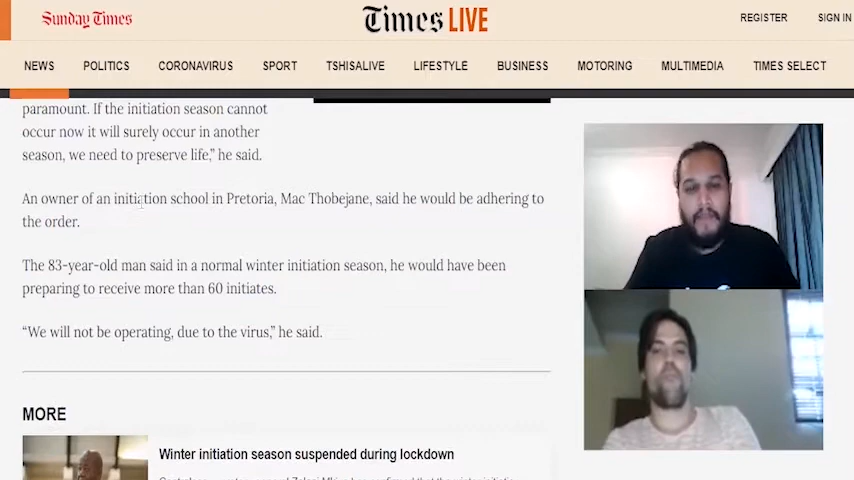 Sunday Times
Times LIVE
REGISTER
SIGN IN
NEWS
POLITICS
CORONAVIRUS
SPORT
TSHISALIVE
LIFESTYLE
BUSINESS
MOTORING
MULTIMEDIA
TIMES SELECT
paramount. If the initiation season cannot
occur now it will surely occur in another
season, we need to preserve life,” he said.
An owner of an initiation school in Pretoria, Mac Thobejane, said he would be adhering to
the order.
The 83-year-old man said in a normal winter initiation season, he would have been
preparing to receive more than 60 initiates.
“We will not be operating, due to the virus,” he said.
MORE
Winter initiation season suspended during lockdown